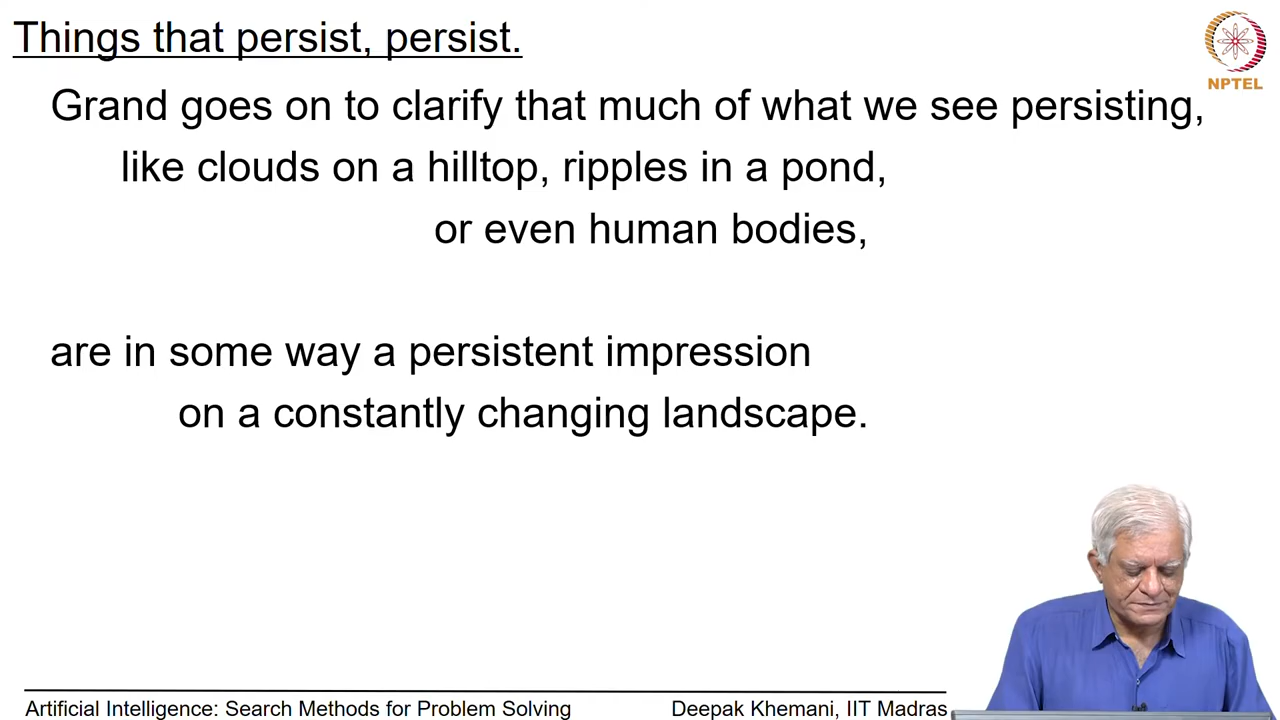 Things that persist, persist.
NPTEL
Grand goes on to clarify that much of what we see persisting,
like clouds on a hilltop, ripples in a pond,
or even human bodies,
are in some way a persistent impression
on a constantly changing landscape.
Artificial Intelligence: Search Methods for Problem Solving
Deepak Khemani, IIT Madras